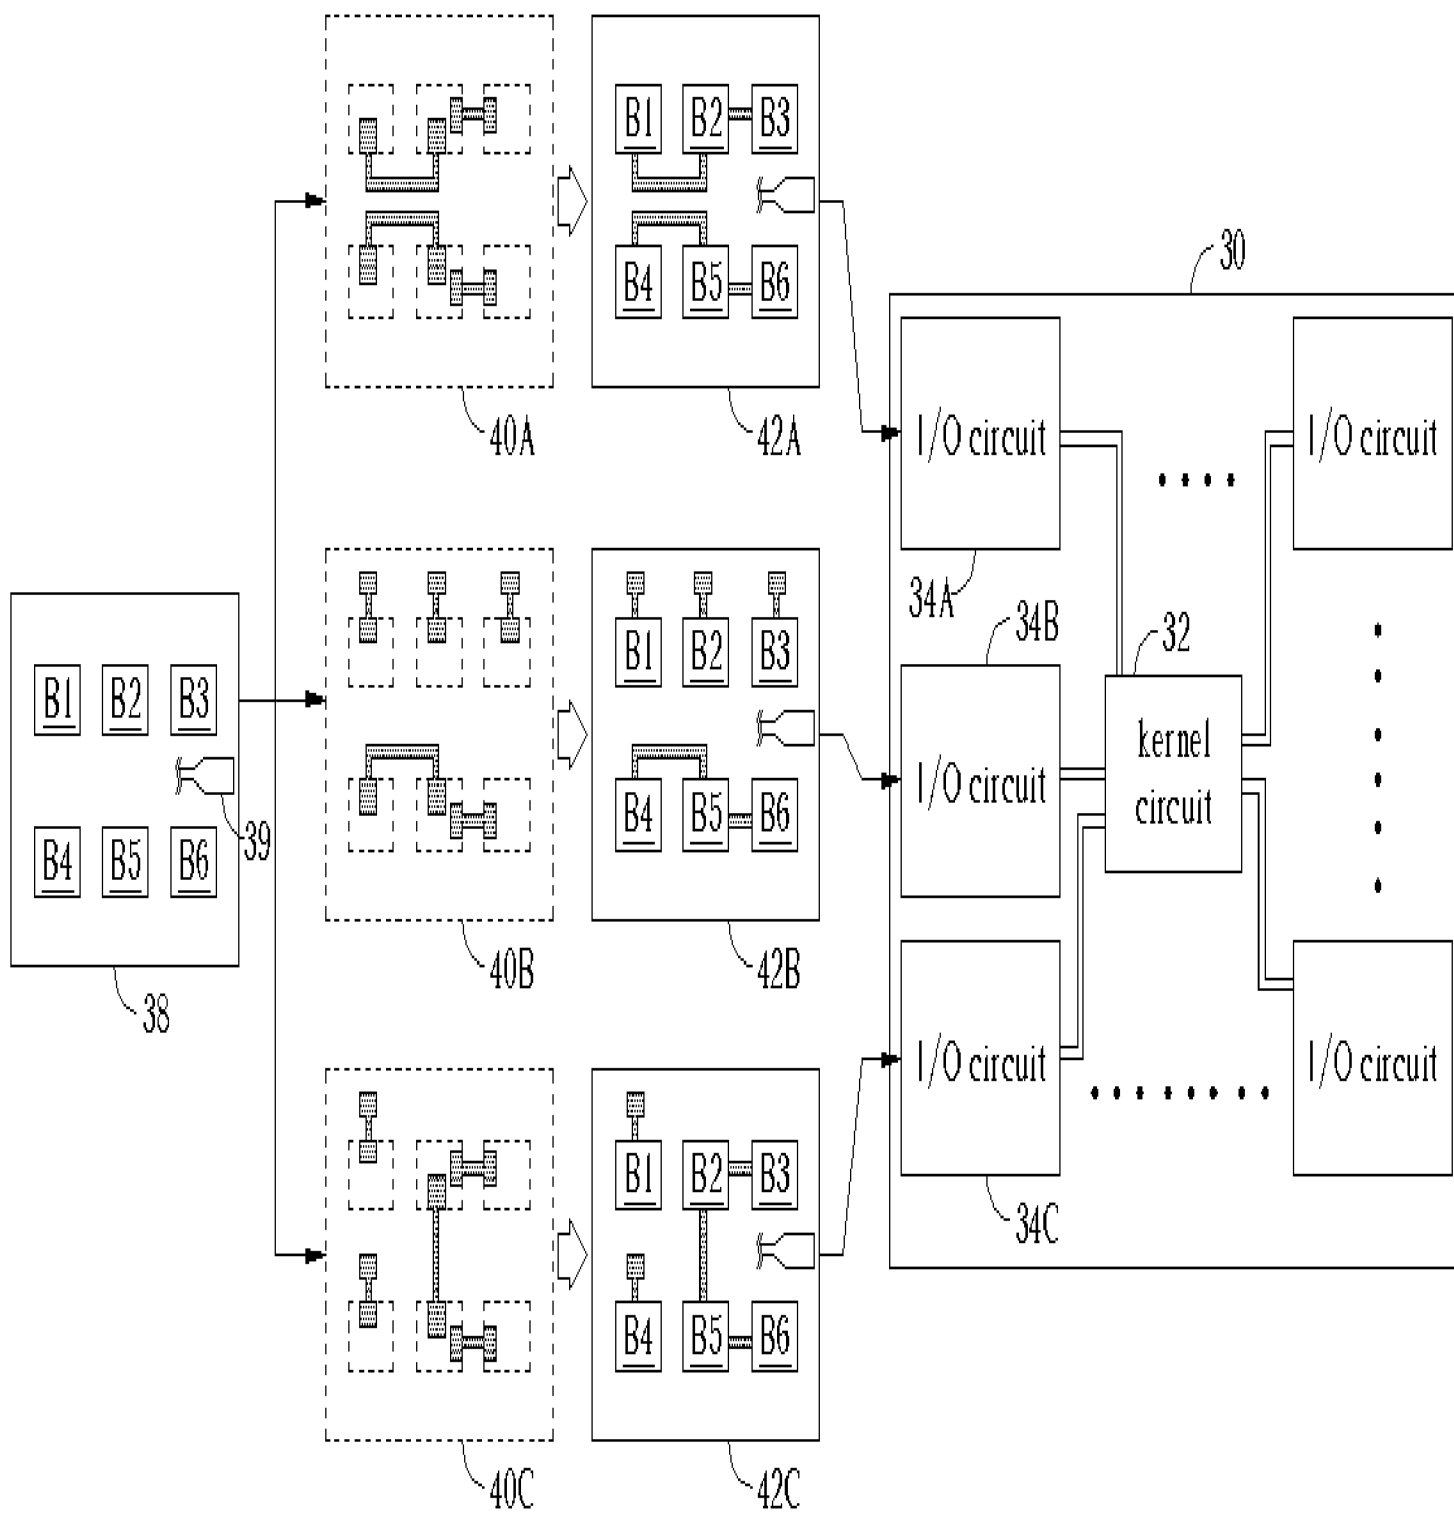 B1 B2 B3
B4 B5 B6
40A
42A
30
I/O circuit
I/O circuit
34A
34B
32
B1 B2 B3
B4 B5 B6
39
38
B1 B2 B3
B4 B5 B6
40B
42B
I/O circuit
kernel
circuit
I/O circuit
I/O circuit
34C
B1 B2 B3
B4 B5 B6
40C
42C